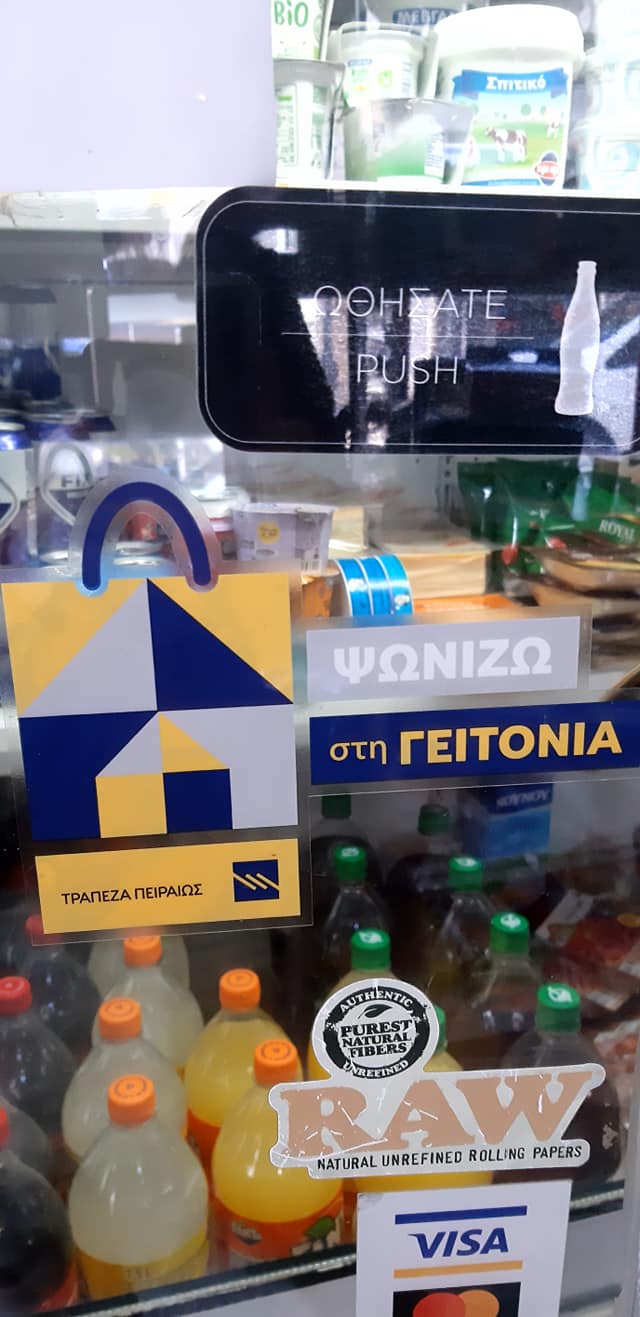 BiO
Σπιτικό
ΩΘΗΣΑΤΕ
PUSH
ROYAL
ΨΩΝΙΖΩ
στη ΓΕΙΤΟΝΙΑ
ΤΡΑΠΕΖΑ ΠΕΙΡΑΙΩΣ
AUTHENTIC
PUREST
NATURAL
FIBERS
UNREFINED
RAW
NATURAL UNREFINED ROLLING PAPERS
VISA